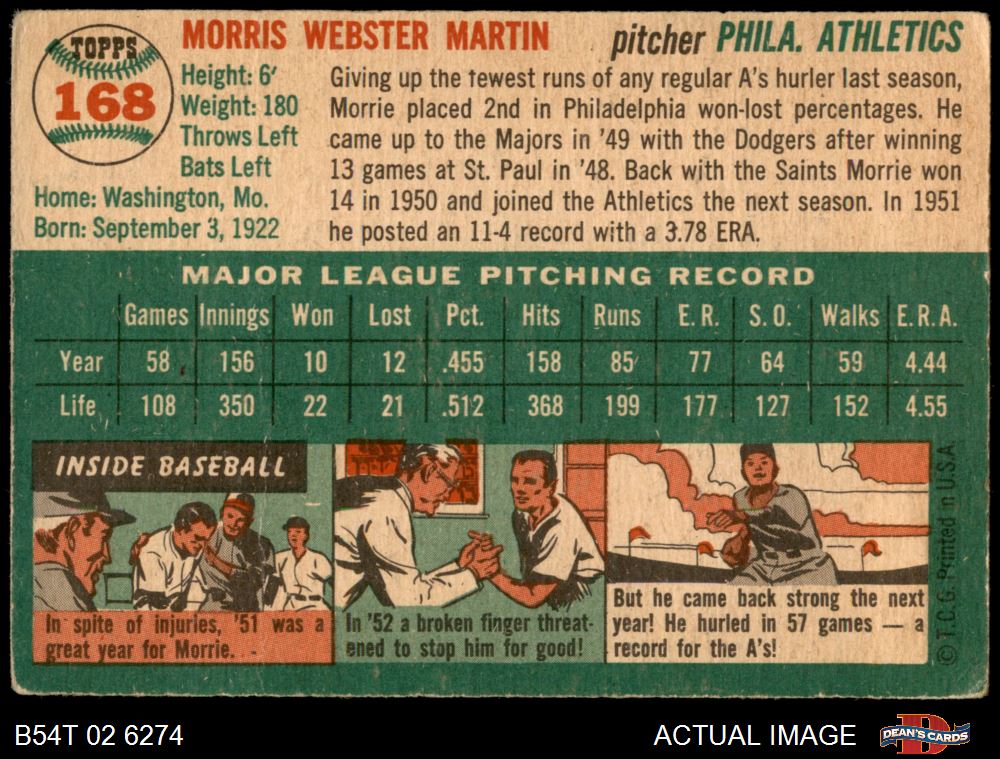 TOPPS
168
MORRIS WEBSTER MARTIN
pitcher PHILA. ATHLETICS
Height: 6'
Weight: 180
Throws Left
Bats Left
Home: Washington, Mo.
Born: September 3, 1922
Giving up the fewest runs of any regular A's hurler last season,
Morrie placed 2nd in Philadelphia won-lost percentages. He
came up to the Majors in '49 with the Dodgers after winning
13 games at St. Paul in '48. Back with the Saints Morrie won
14 in 1950 and joined the Athletics the next season. In 1951
he posted an 11-4 record with a 3.78 ERA.
MAJOR LEAGUE PITCHING RECORD
Games Innings Won Lost Pct. Hits Runs E.R. S.O. Walks E.R.A.
Year 58 156 10 12 .455 158 85 77 64 59 4.44
Life 108 350 22 21 .512 368 199 177 127 152 4.55
INSIDE BASEBALL
In spite of injuries, '51 was a
great year for Morrie. . .
In '52 a broken finger threat-
ened to stop him for good!
But he came back strong the next
year! He hurled in 57 games — a
record for the A's!
© T.C.G. Printed in U.S.A
B54T 02 6274
ACTUAL IMAGE
D
DEAN'S CARDS